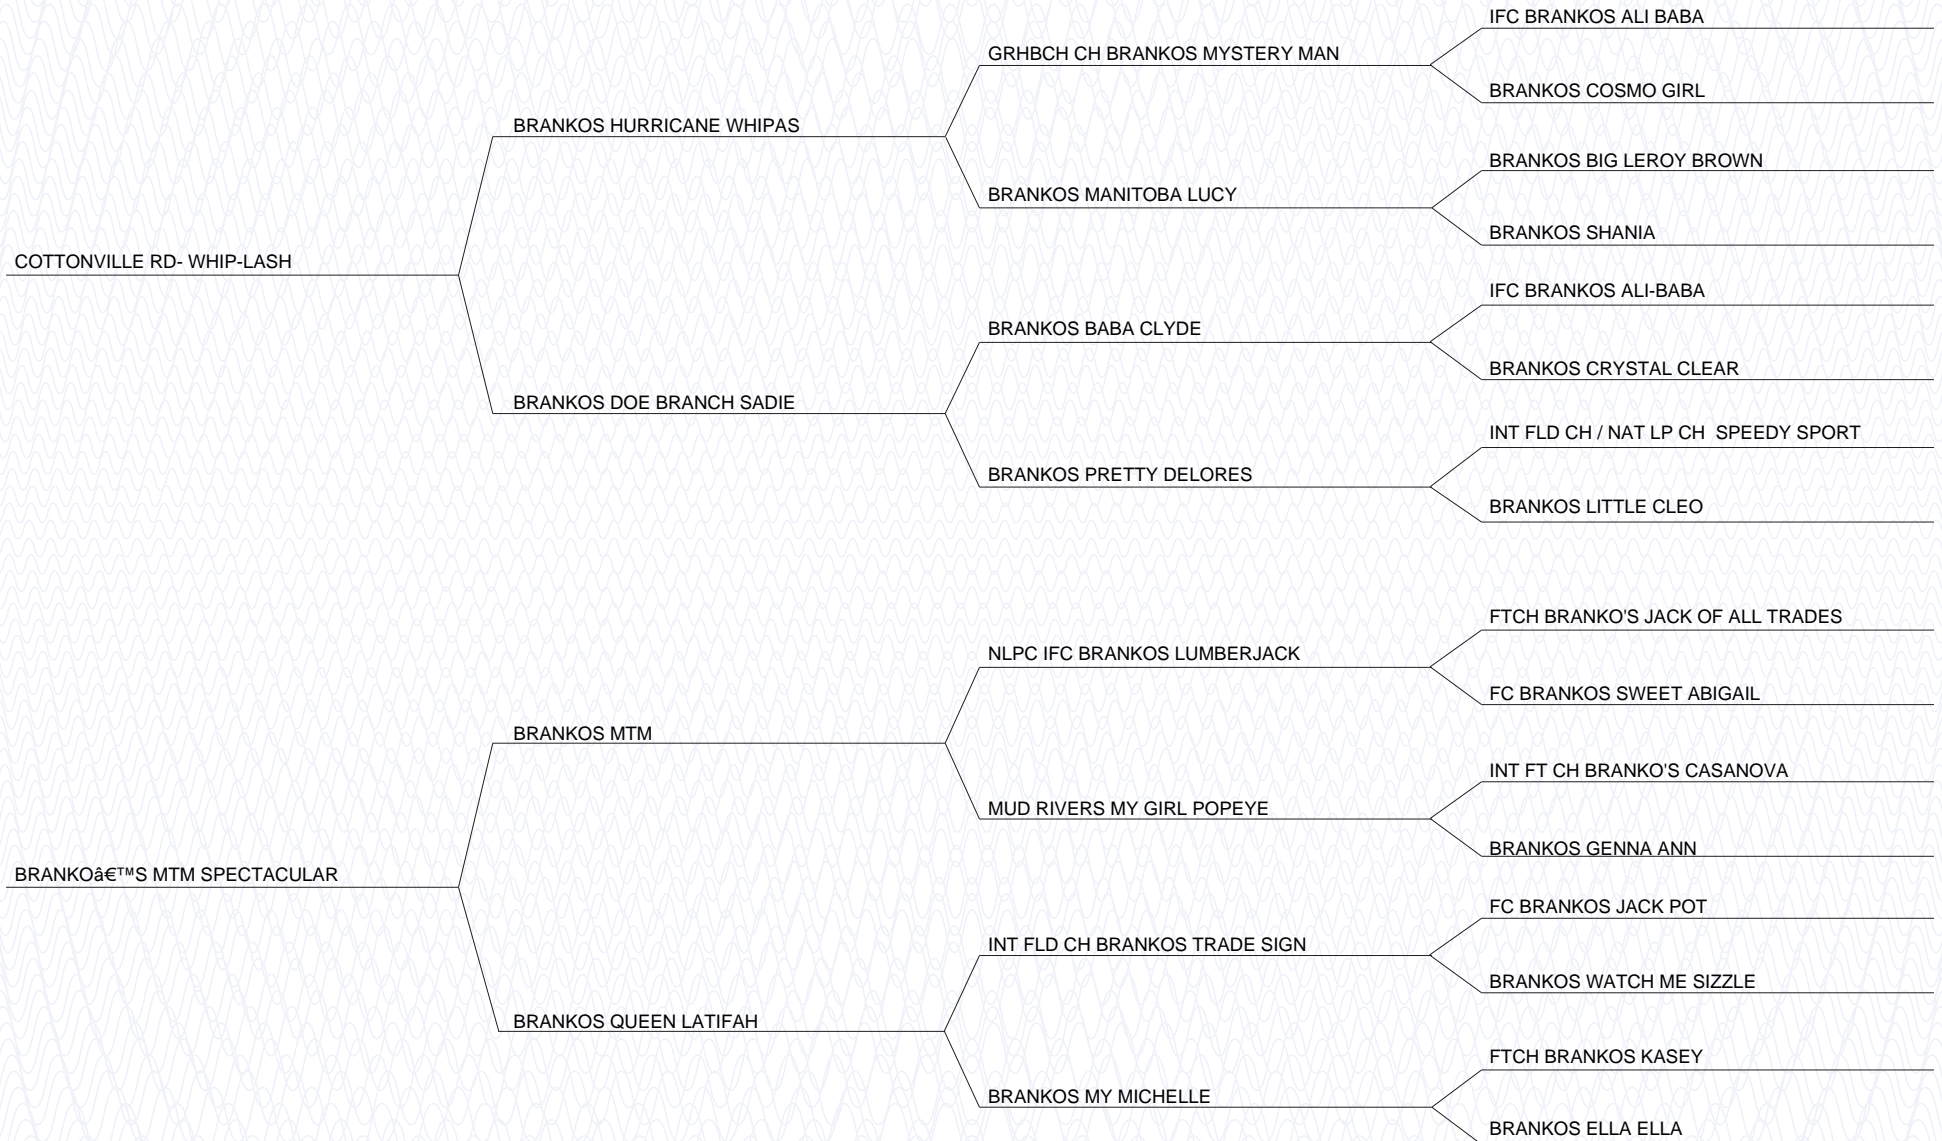 IFC BRANKOS ALI BABA
GRHBCH CH BRANKOS MYSTERY MAN
BRANKOS COSMO GIRL
BRANKOS HURRICANE WHIPAS
BRANKOS BIG LEROY BROWN
BRANKOS MANITOBA LUCY
BRANKOS SHANIA
COTTONVILLE RD- WHIP-LASH
IFC BRANKOS ALI-BABA
BRANKOS BABA CLYDE
BRANKOS CRYSTAL CLEAR
BRANKOS DOE BRANCH SADIE
INT FLD CH / NAT LP CH  SPEEDY SPORT
BRANKOS PRETTY DELORES
BRANKOS LITTLE CLEO
FTCH BRANKO'S JACK OF ALL TRADES
NLPC IFC BRANKOS LUMBERJACK
FC BRANKOS SWEET ABIGAIL
BRANKOS MTM
INT FT CH BRANKO'S CASANOVA
MUD RIVERS MY GIRL POPEYE
BRANKOS GENNA ANN
BRANKOâ€™S MTM SPECTACULAR
FC BRANKOS JACK POT
INT FLD CH BRANKOS TRADE SIGN
BRANKOS WATCH ME SIZZLE
BRANKOS QUEEN LATIFAH
FTCH BRANKOS KASEY
BRANKOS MY MICHELLE
BRANKOS ELLA ELLA